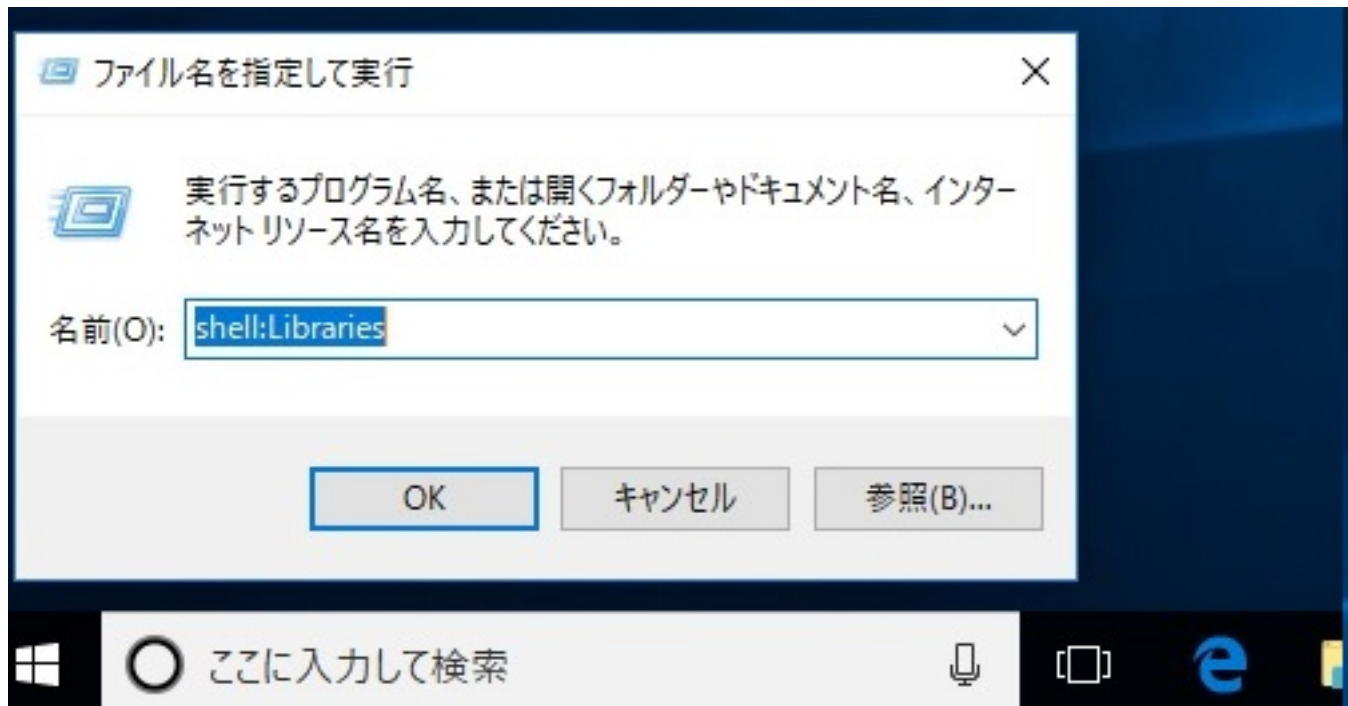 ファイル名を指定して実行
実行するプログラム名、または開くフォルダーやドキュメント名、インター
ネット リソース名を入力してください。
名前(O): shell:Libraries
OK キャンセル 参照(B)...
ここに入力して検索